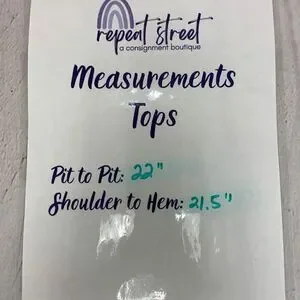 repeat street
a consignment boutique
Measurements
Tops
Pit to Pit: 22"
Shoulder to Hem: 21.5"